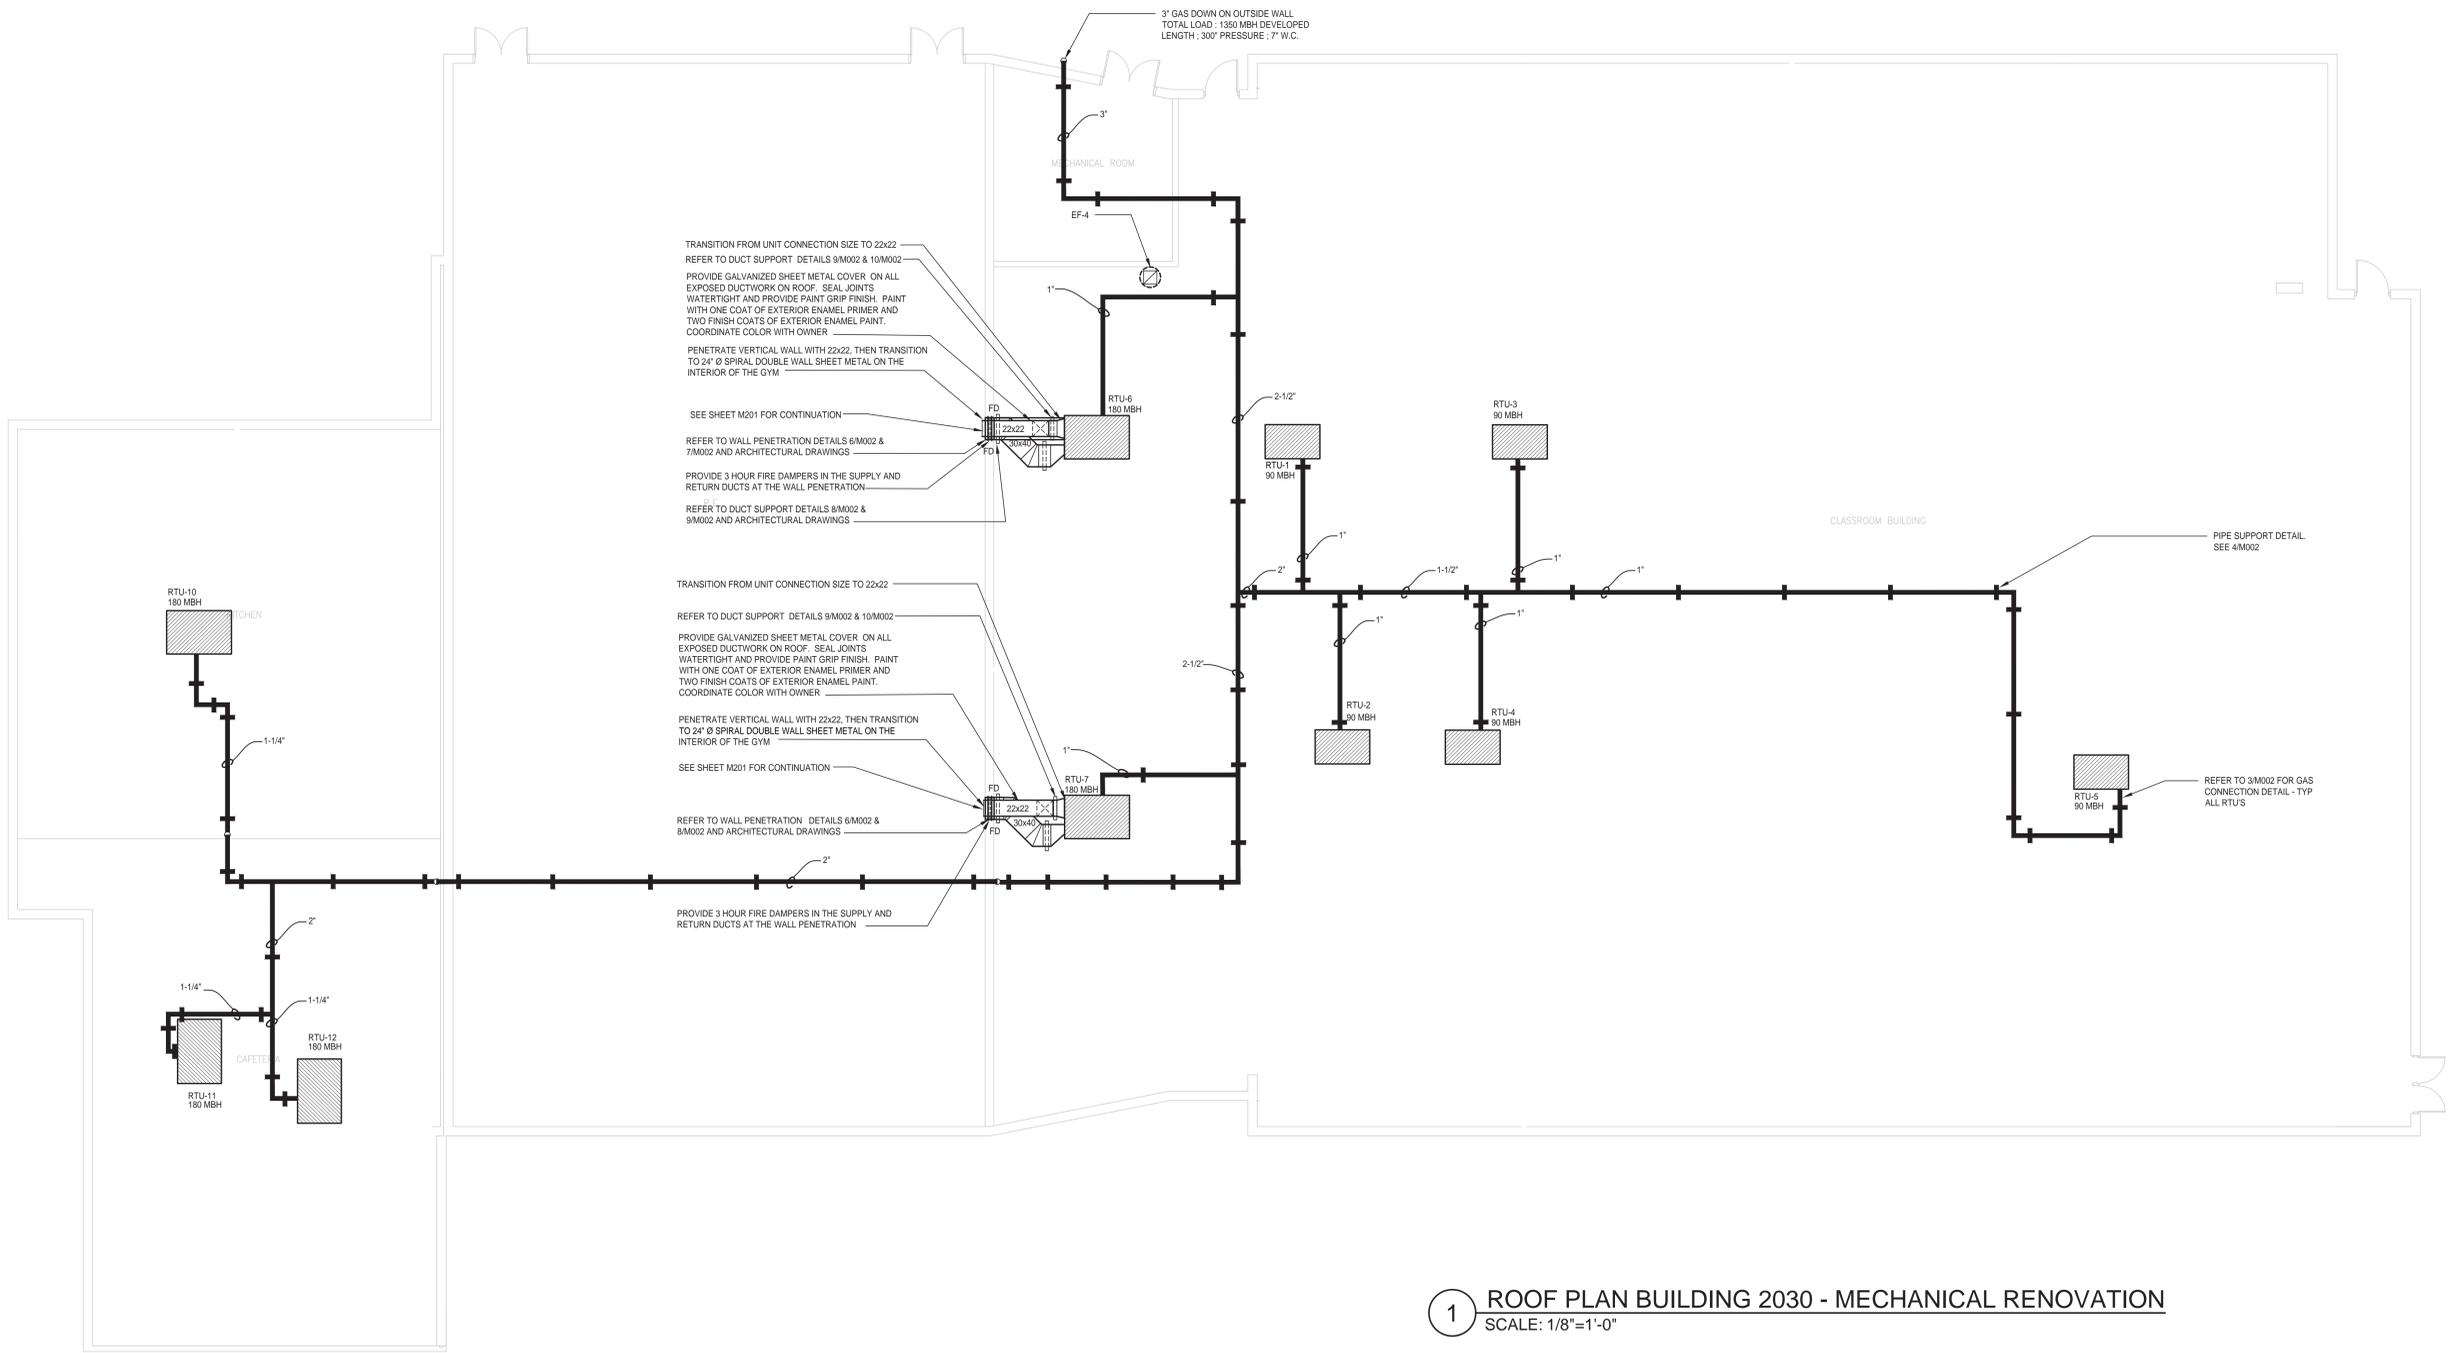 3" GAS DOWN ON OUTSIDE WALL
TOTAL LOAD : 1350 MBH DEVELOPED
LENGTH ; 300" PRESSURE ; 7" W.C.
3"
MECHANICAL ROOM
EF-4
TRANSITION FROM UNIT CONNECTION SIZE TO 22x22
REFER TO DUCT SUPPORT DETAILS 9/M002 & 10/M002
PROVIDE GALVANIZED SHEET METAL COVER ON ALL
EXPOSED DUCTWORK ON ROOF. SEAL JOINTS
WATERTIGHT AND PROVIDE PAINT GRIP FINISH. PAINT
WITH ONE COAT OF EXTERIOR ENAMEL PRIMER AND
TWO FINISH COATS OF EXTERIOR ENAMEL PAINT.
COORDINATE COLOR WITH OWNER
1"
PENETRATE VERTICAL WALL WITH 22x22, THEN TRANSITION
TO 24" Ø SPIRAL DOUBLE WALL SHEET METAL ON THE
INTERIOR OF THE GYM
SEE SHEET M201 FOR CONTINUATION
REFER TO WALL PENETRATION DETAILS 6/M002 &
7/M002 AND ARCHITECTURAL DRAWINGS
PROVIDE 3 HOUR FIRE DAMPERS IN THE SUPPLY AND
RETURN DUCTS AT THE WALL PENETRATION
P.E.
REFER TO DUCT SUPPORT DETAILS 8/M002 &
9/M002 AND ARCHITECTURAL DRAWINGS
FD
22x22
30x40
FD
RTU-6
180 MBH
2-1/2"
RTU-1
90 MBH
RTU-3
90 MBH
CLASSROOM BUILDING
PIPE SUPPORT DETAIL.
SEE 4/M002
1"
1"
2"
1-1/2"
1"
1"
1"
TRANSITION FROM UNIT CONNECTION SIZE TO 22x22
REFER TO DUCT SUPPORT DETAILS 9/M002 & 10/M002
PROVIDE GALVANIZED SHEET METAL COVER ON ALL
EXPOSED DUCTWORK ON ROOF. SEAL JOINTS
WATERTIGHT AND PROVIDE PAINT GRIP FINISH. PAINT
WITH ONE COAT OF EXTERIOR ENAMEL PRIMER AND
TWO FINISH COATS OF EXTERIOR ENAMEL PAINT.
COORDINATE COLOR WITH OWNER
PENETRATE VERTICAL WALL WITH 22x22, THEN TRANSITION
TO 24" Ø SPIRAL DOUBLE WALL SHEET METAL ON THE
INTERIOR OF THE GYM
SEE SHEET M201 FOR CONTINUATION
REFER TO WALL PENETRATION DETAILS 6/M002 &
8/M002 AND ARCHITECTURAL DRAWINGS
PROVIDE 3 HOUR FIRE DAMPERS IN THE SUPPLY AND
RETURN DUCTS AT THE WALL PENETRATION
2-1/2"
1"
RTU-7
180 MBH
FD
22x22
30x40
FD
RTU-2
90 MBH
RTU-4
90 MBH
RTU-5
90 MBH
REFER TO 3/M002 FOR GAS
CONNECTION DETAIL - TYP
ALL RTU'S
RTU-10
180 MBH
KITCHEN
1-1/4"
2"
2"
1-1/4"
1-1/4"
RTU-12
180 MBH
CAFETERIA
RTU-11
180 MBH
1
ROOF PLAN BUILDING 2030 - MECHANICAL RENOVATION
SCALE: 1/8"=1'-0"